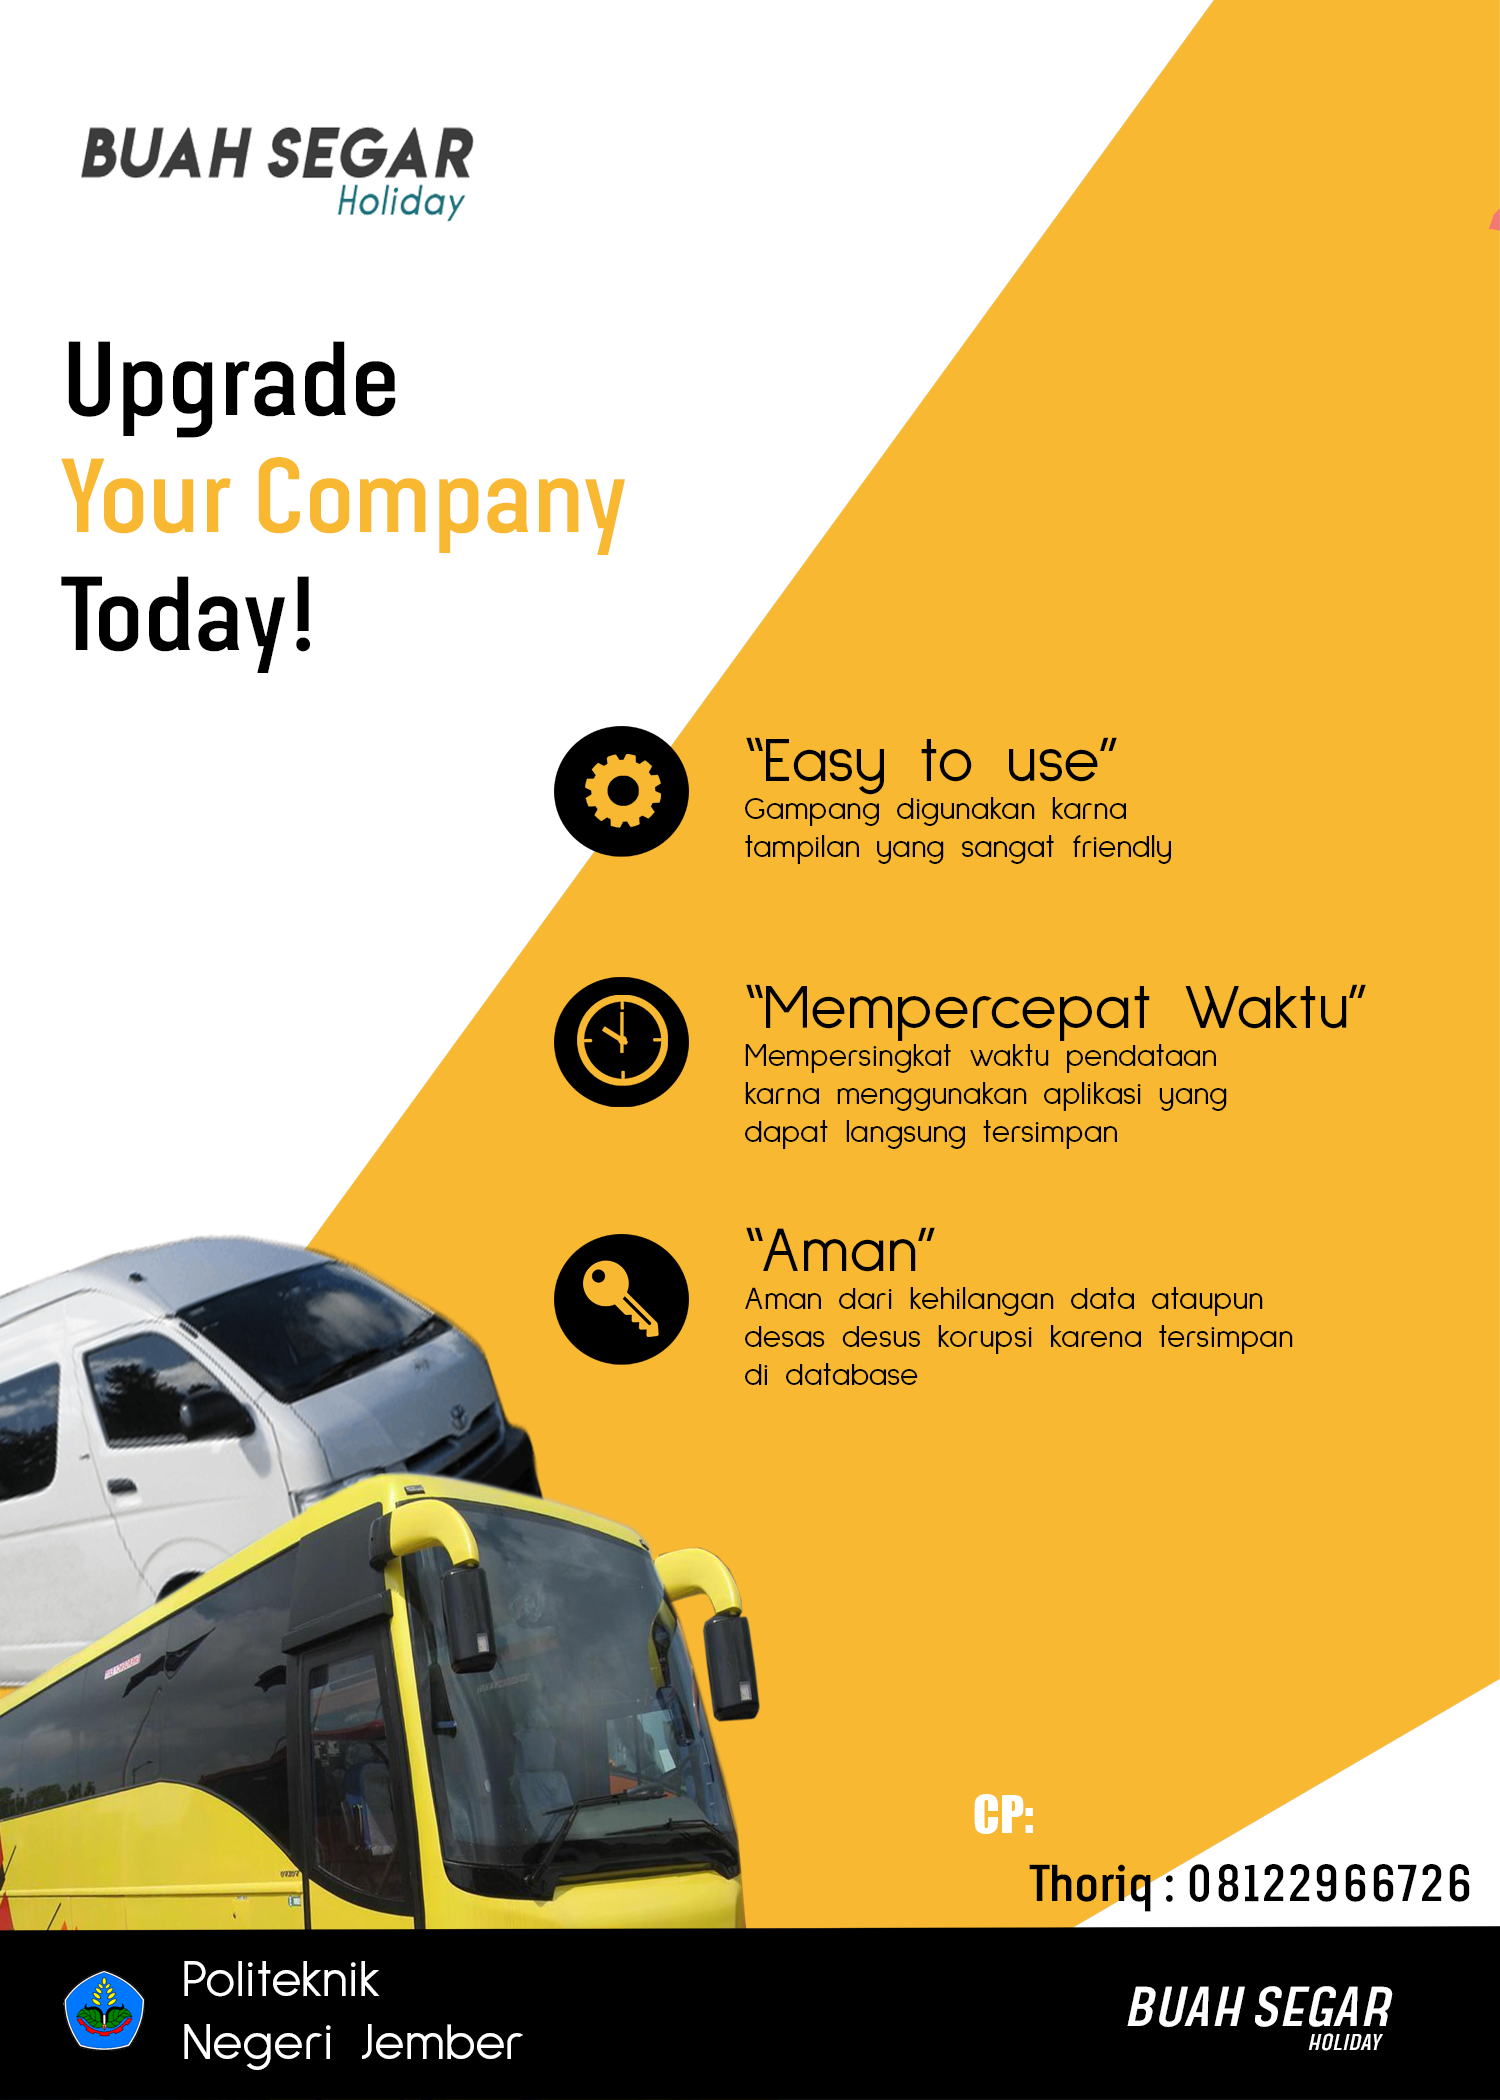 BUAH SEGAR
Holiday
Upgrade
Your Company
Today!
“Easy to use”
Gampang digunakan karna
tampilan yang sangat friendly
“Mempercepat Waktu”
Mempersingkat waktu pendataan
karna menggunakan aplikasi yang
dapat langsung tersimpan
“Aman”
Aman dari kehilangan data ataupun
desas desus korupsi karena tersimpan
di database
CP:
Thoriq : 08122966726
Politeknik
Negeri Jember
BUAH SEGAR
HOLIDAY